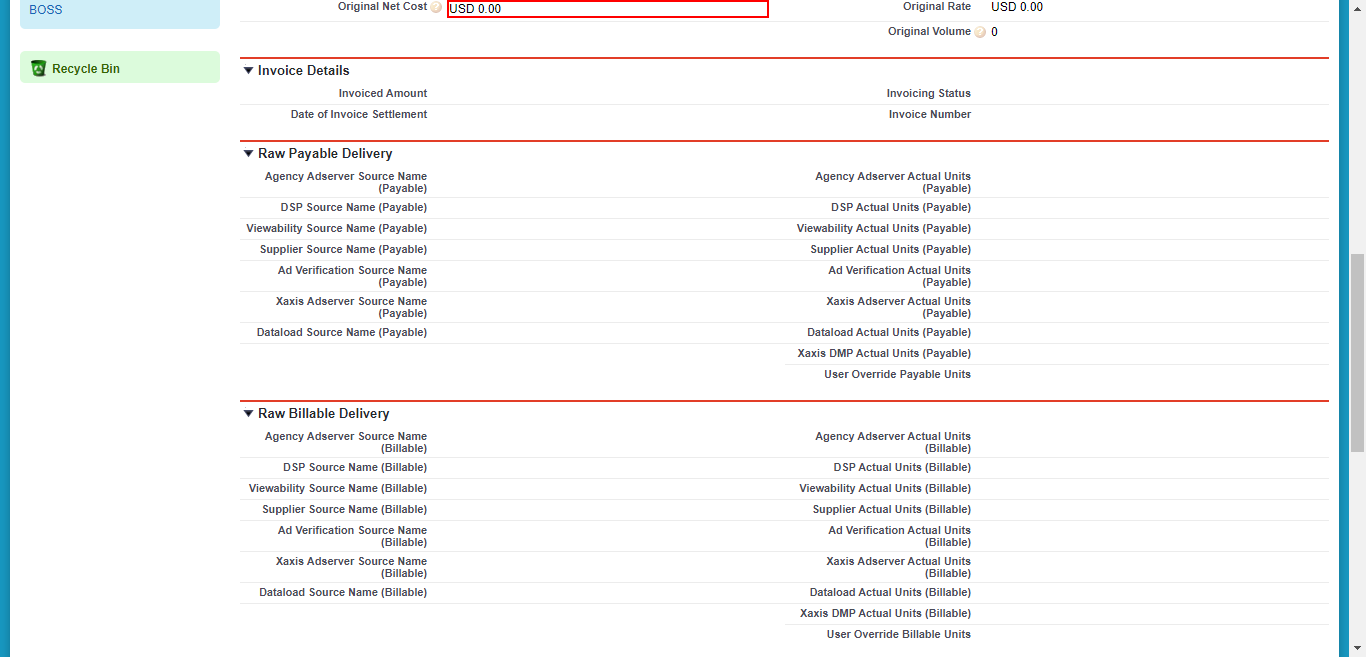 BOSS
Recycle Bin
Original Net Cost ? USD 0.00 Original Rate USD 0.00
Original Volume ? 0
Invoice Details
Invoiced Amount Invoicing Status
Date of Invoice Settlement Invoice Number
Raw Payable Delivery
Agency Adserver Source Name Agency Adserver Actual Units
(Payable) (Payable)
DSP Source Name (Payable) DSP Actual Units (Payable)
Viewability Source Name (Payable) Viewability Actual Units (Payable)
Supplier Source Name (Payable) Supplier Actual Units (Payable)
Ad Verification Source Name Ad Verification Actual Units
(Payable) (Payable)
Xaxis Adserver Source Name Xaxis Adserver Actual Units
(Payable) (Payable)
Dataload Source Name (Payable) Dataload Actual Units (Payable)
Xaxis DMP Actual Units (Payable)
User Override Payable Units
Raw Billable Delivery
Agency Adserver Source Name Agency Adserver Actual Units
(Billable) (Billable)
DSP Source Name (Billable) DSP Actual Units (Billable)
Viewability Source Name (Billable) Viewability Actual Units (Billable)
Supplier Source Name (Billable) Supplier Actual Units (Billable)
Ad Verification Source Name Ad Verification Actual Units
(Billable) (Billable)
Xaxis Adserver Source Name Xaxis Adserver Actual Units
(Billable) (Billable)
Dataload Source Name (Billable) Dataload Actual Units (Billable)
Xaxis DMP Actual Units (Billable)
User Override Billable Units